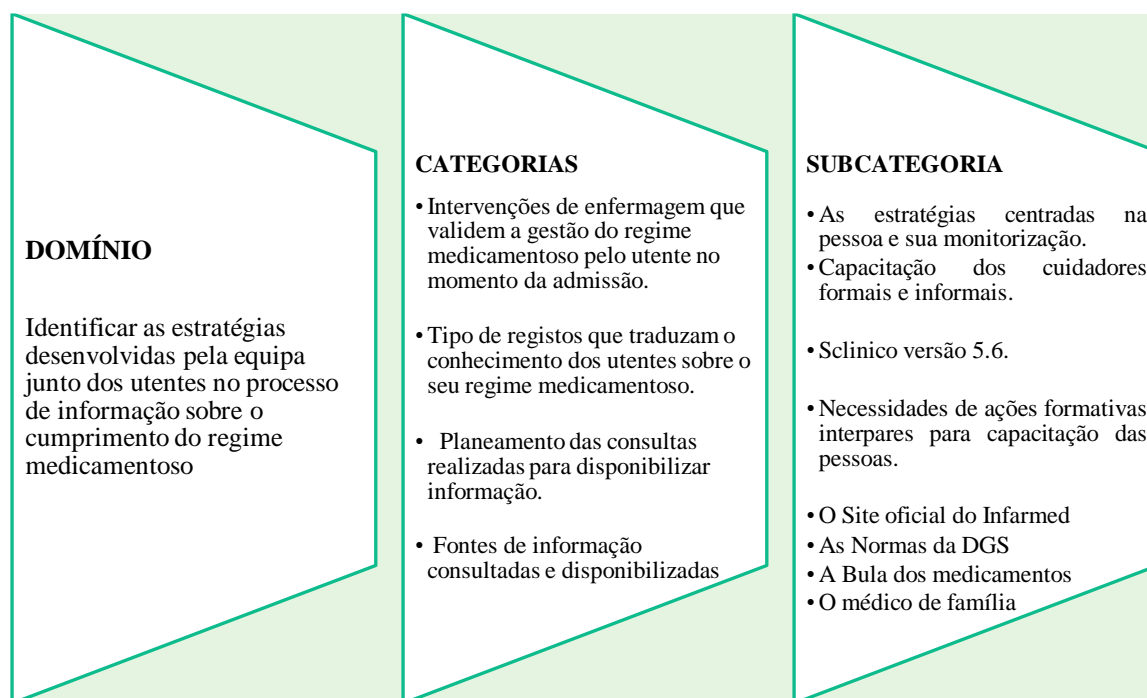 DOMÍNIO
Identificar as estratégias
desenvolvidas pela equipa
junto dos utentes no processo
de informação sobre o
cumprimento do regime
medicamentoso
CATEGORIAS
• Intervenções de enfermagem que
validem a gestão do regime
medicamentoso pelo utente no
momento da admissão.
• Tipo de registos que traduzam o
conhecimento dos utentes sobre o
seu regime medicamentoso.
• Planeamento das consultas
realizadas para disponibilizar
informação.
• Fontes de informação
consultadas e disponibilizadas
SUBCATEGORIA
• As estratégias centradas na
pessoa e sua monitorização.
• Capacitação dos cuidadores
formais e informais.
• Sclinico versão 5.6.
• Necessidades de ações formativas
interpares para capacitação das
pessoas.
• O Site oficial do Infarmed
• As Normas da DGS
• A Bula dos medicamentos
• O médico de família